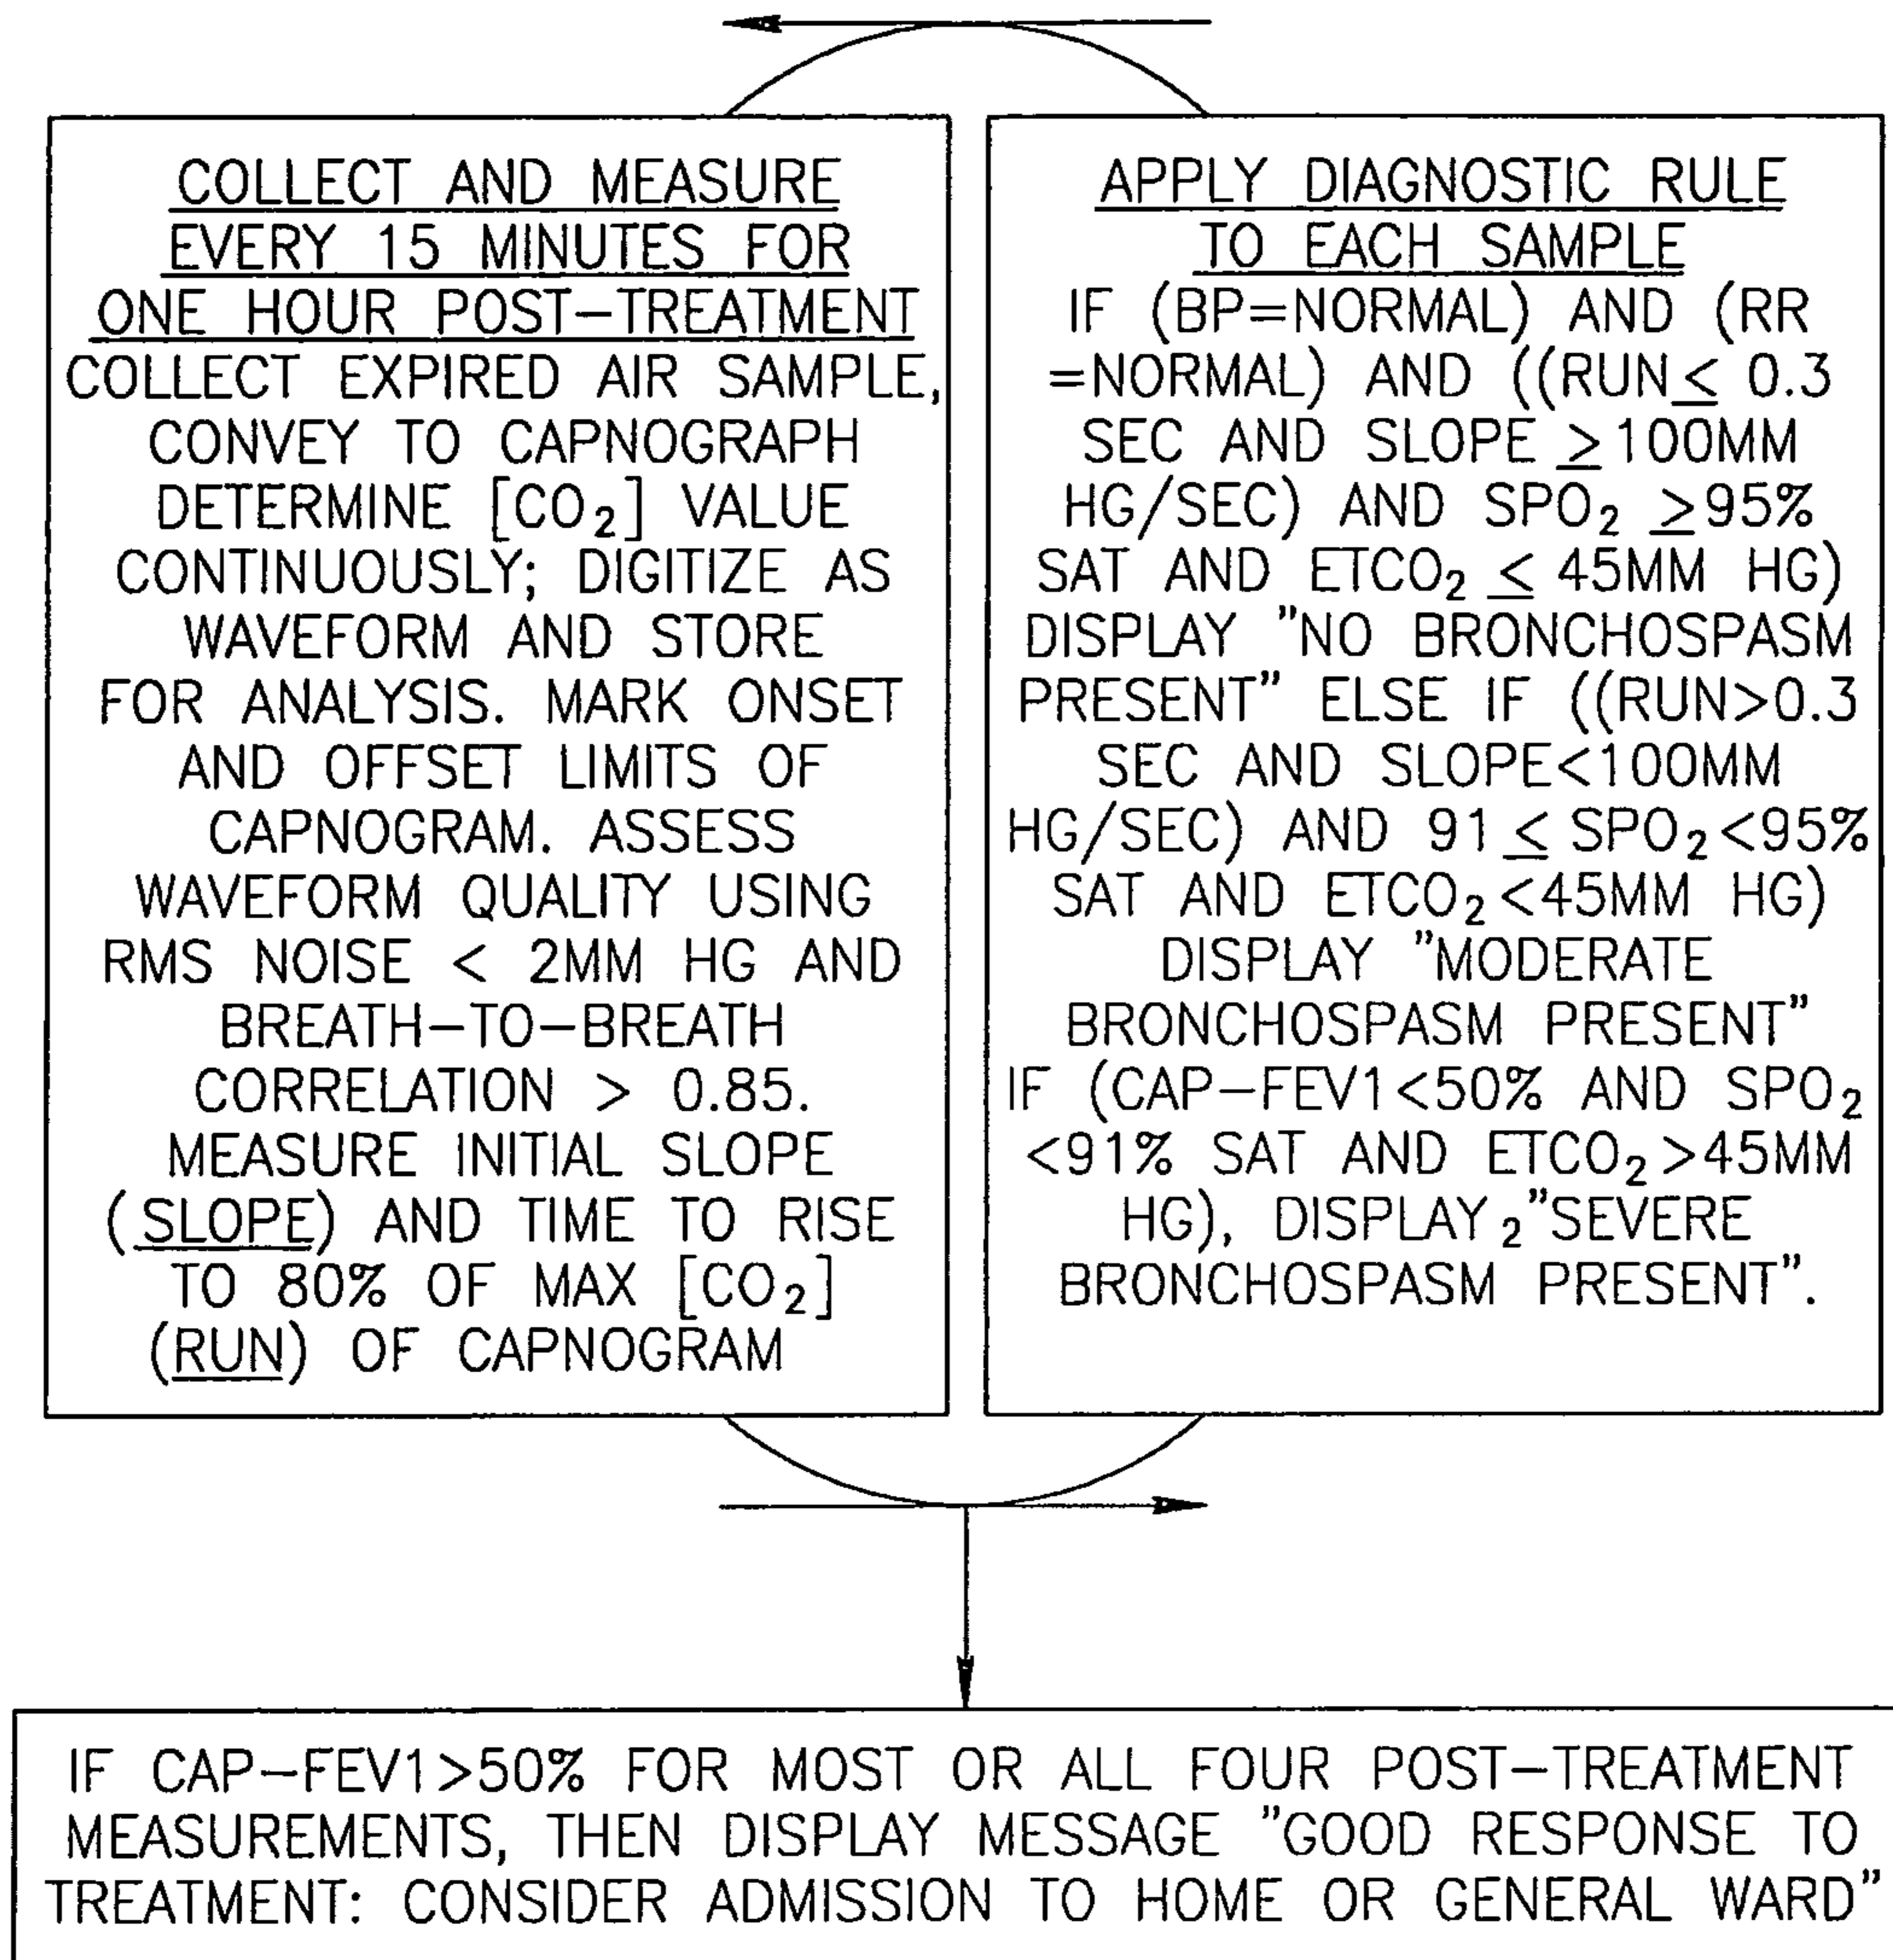 COLLECT AND MEASURE
EVERY 15 MINUTES FOR
ONE HOUR POST–TREATMENT
COLLECT EXPIRED AIR SAMPLE,
CONVEY TO CAPNOGRAPH
DETERMINE [CO₂] VALUE
CONTINUOUSLY; DIGITIZE AS
WAVEFORM AND STORE
FOR ANALYSIS. MARK ONSET
AND OFFSET LIMITS OF
CAPNOGRAM. ASSESS
WAVEFORM QUALITY USING
RMS NOISE < 2MM HG AND
BREATH–TO–BREATH
CORRELATION > 0.85.
MEASURE INITIAL SLOPE
(SLOPE) AND TIME TO RISE
TO 80% OF MAX [CO₂]
(RUN) OF CAPNOGRAM
APPLY DIAGNOSTIC RULE
TO EACH SAMPLE
IF (BP=NORMAL) AND (RR
=NORMAL) AND ((RUN≤ 0.3
SEC AND SLOPE ≥100MM
HG/SEC) AND SPO₂ ≥95%
SAT AND ETCO₂ ≤ 45MM HG)
DISPLAY "NO BRONCHOSPASM
PRESENT" ELSE IF ((RUN>0.3
SEC AND SLOPE<100MM
HG/SEC) AND 91 ≤ SPO₂<95%
SAT AND ETCO₂<45MM HG)
DISPLAY "MODERATE
BRONCHOSPASM PRESENT"
IF (CAP–FEV1<50% AND SPO₂
<91% SAT AND ETCO₂>45MM
HG), DISPLAY ₂"SEVERE
BRONCHOSPASM PRESENT".
IF CAP–FEV1>50% FOR MOST OR ALL FOUR POST–TREATMENT
MEASUREMENTS, THEN DISPLAY MESSAGE "GOOD RESPONSE TO
TREATMENT: CONSIDER ADMISSION TO HOME OR GENERAL WARD"